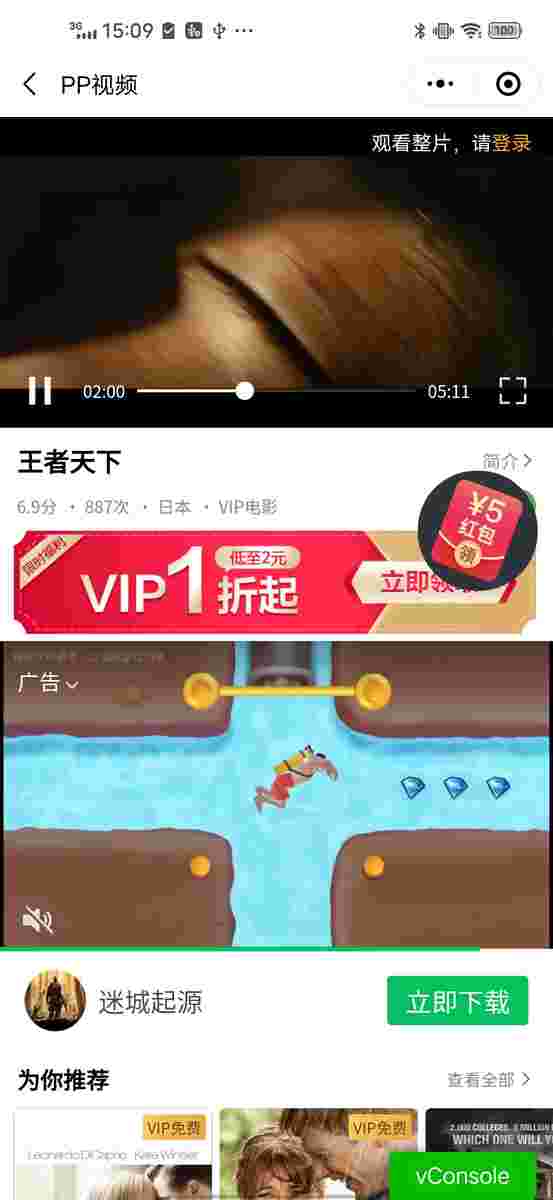 3G 15:09 100
PP视频
观看整片，请登录
02:00 05:11
王者天下 简介
6.9分 · 887次 · 日本 · VIP电影
¥5
红包
领
限时福利
VIP1折起
低至2元
立即领
广告
迷城起源 立即下载
为你推荐 查看全部
VIP免费 VIP免费
Leonardo DiCaprio Kate Winslet
2,000 COLLEGES. 8 MILLION
WHICH ONE WILL YO
vConsole